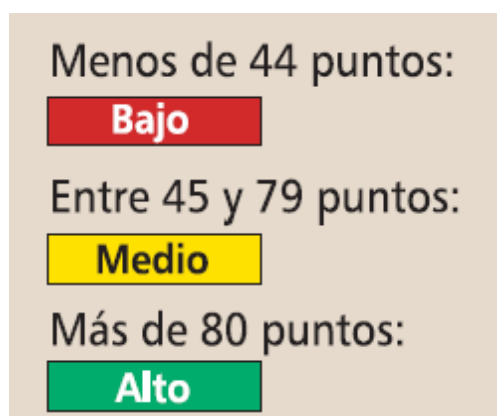 Menos de 44 puntos:
Bajo
Entre 45 y 79 puntos:
Medio
Más de 80 puntos:
Alto